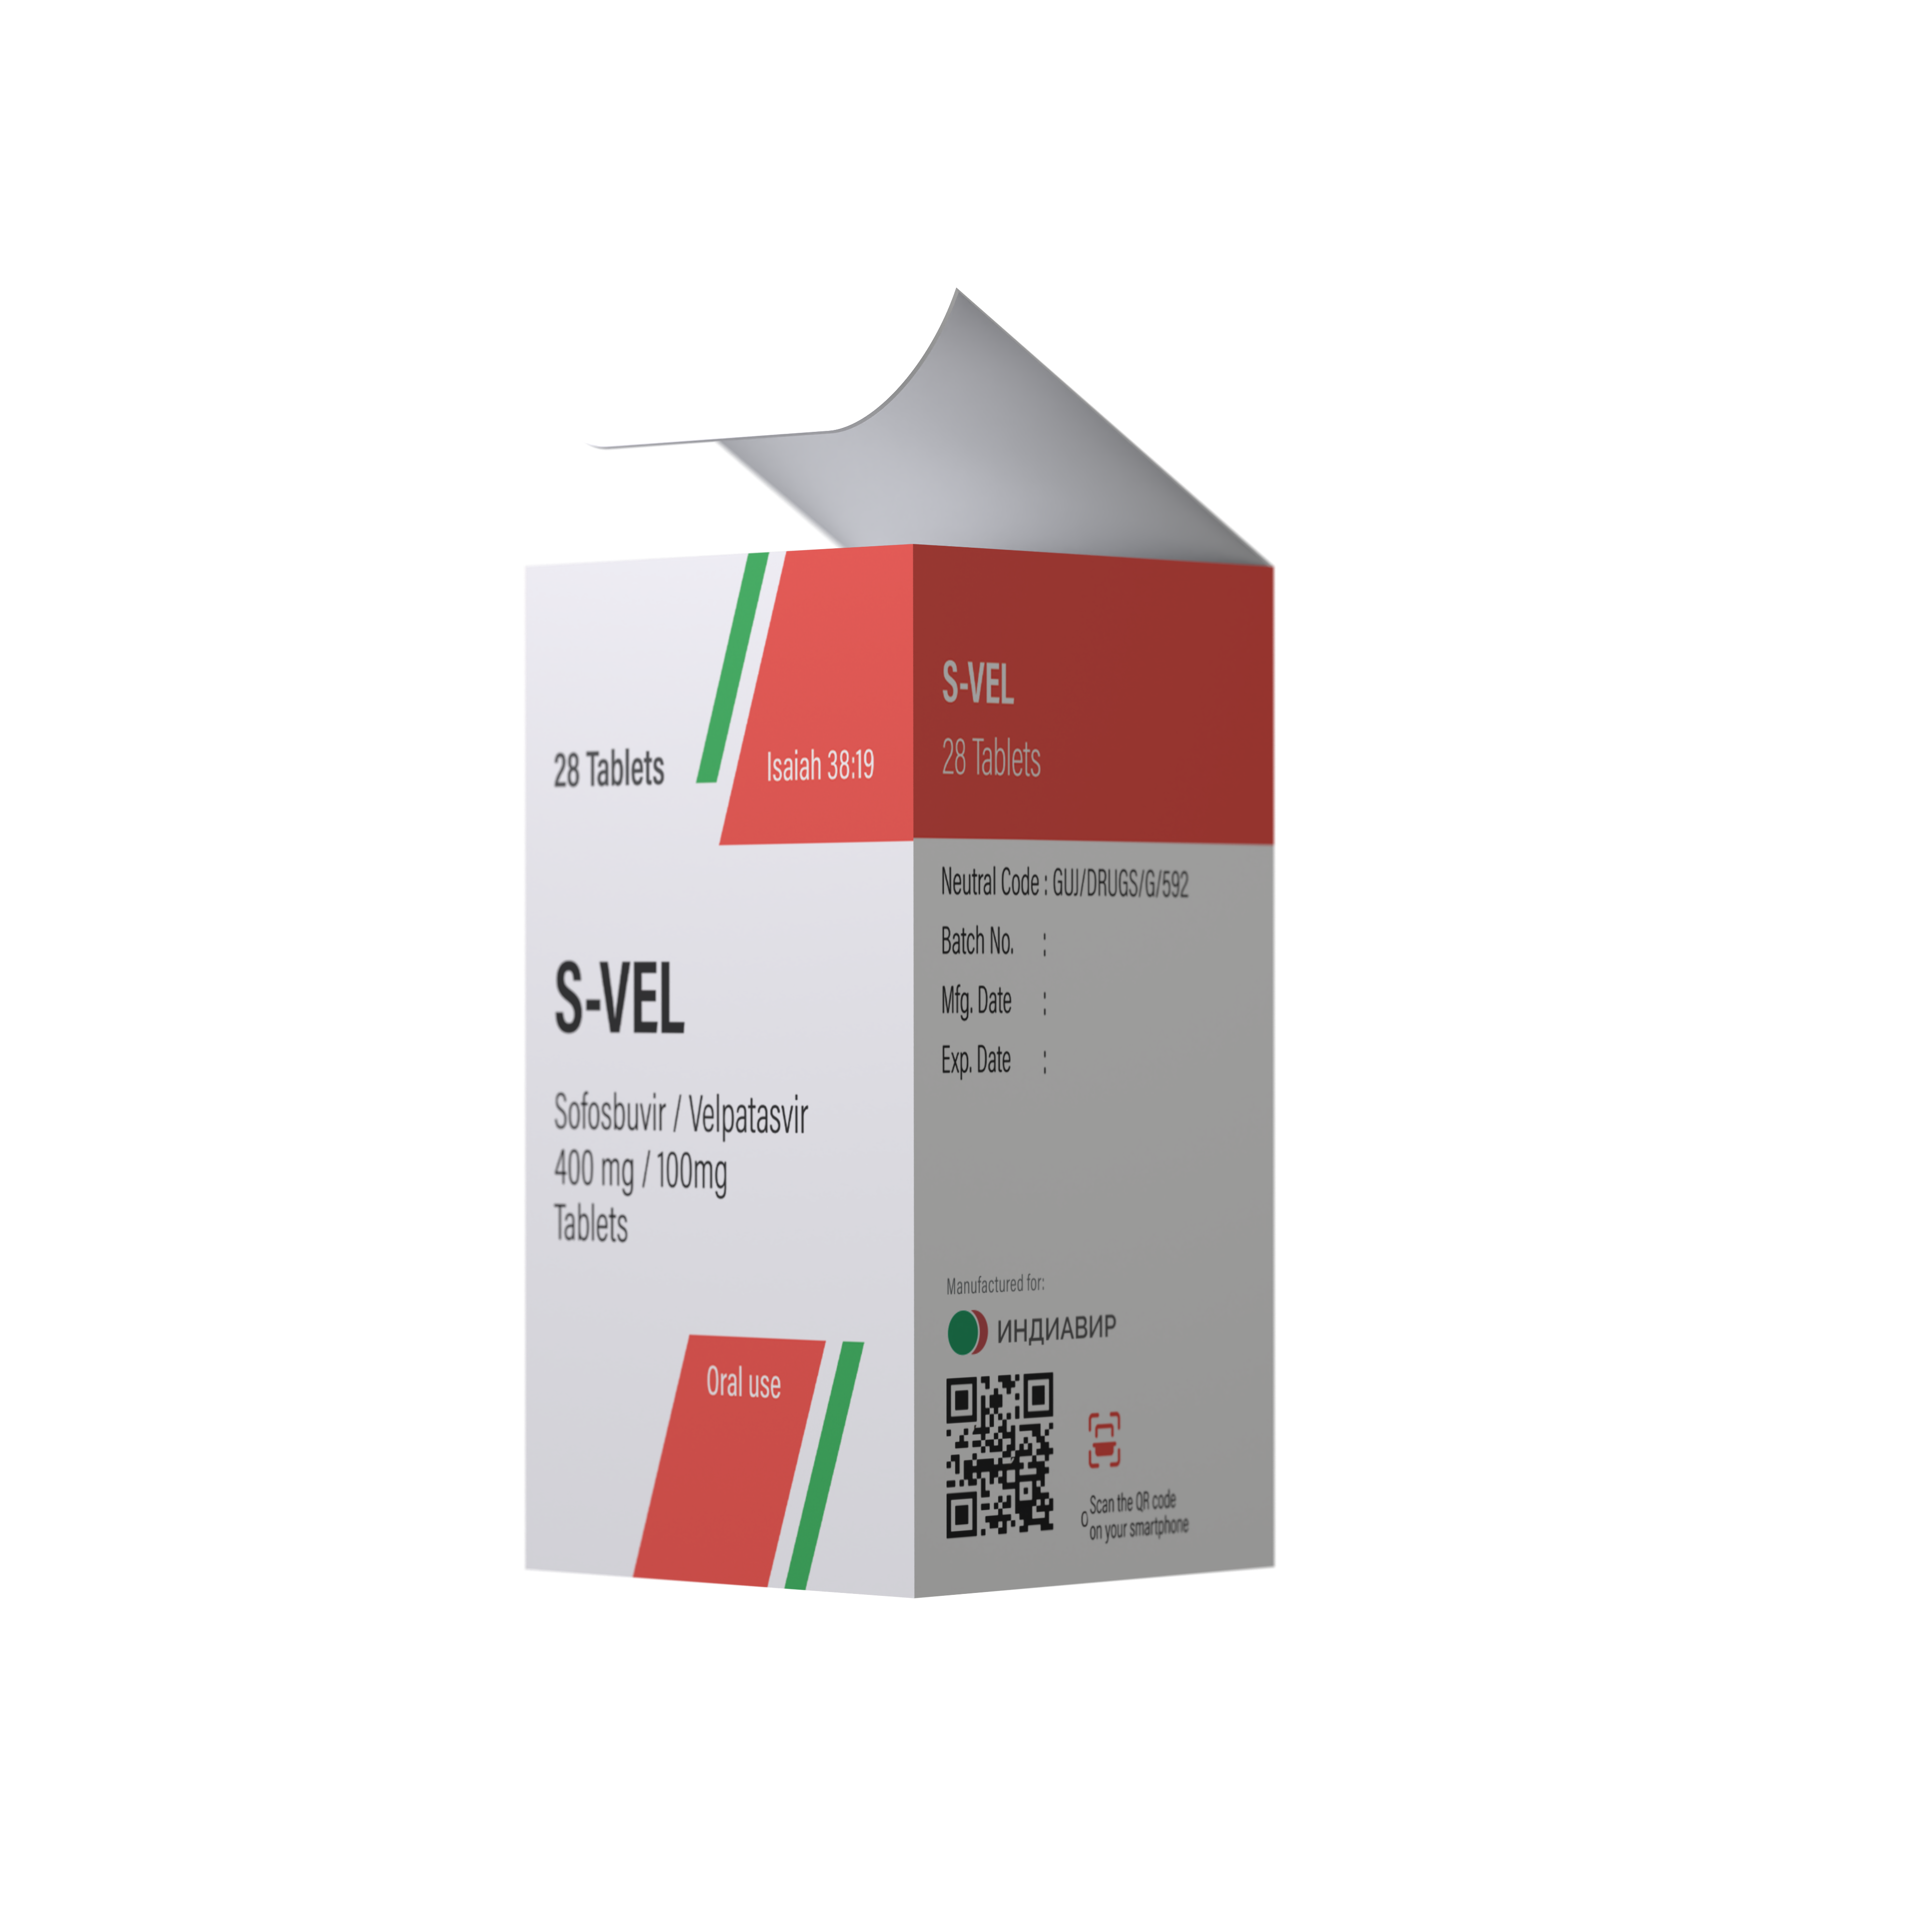 28 Tablets
Isaiah 38:19
S-VEL
Sofosbuvir / Velpatasvir
400 mg / 100mg
Tablets
Oral use
S-VEL
28 Tablets
Neutral Code : GUJ/DRUGS/G/592
Batch No. :
Mfg. Date :
Exp. Date :
Manufactured for:
ИНДИАВИР
Scan the QR code
on your smartphone